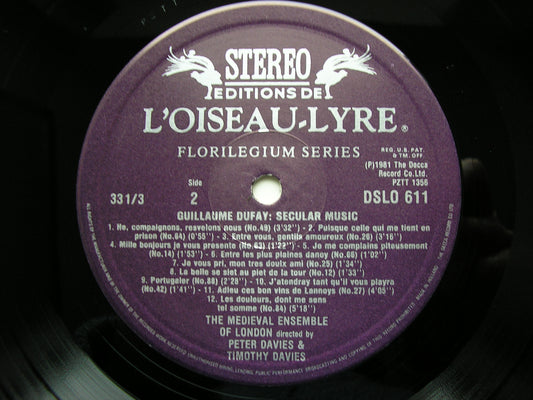 STEREO
EDITIONS DE
L'OISEAU-LYRE ®
FLORILEGIUM SERIES
REG. U.S. PAT.
& TM. OFF.
℗1981 The Decca
Record Co.Ltd.
PZTT 1356
33 1/3
Side
2
DSLO 611
GUILLAUME DUFAY: SECULAR MUSIC
1. He, compaignons, resvelons nous (No.49) (3'32") - 2. Puisque celle qui me tient en
prison (No.64) (0'55") - 3. Entre vous, gentils amoureux (No.26) (3'16")
4. Mille bonjours je vous presente (No.63) (1'22") - 5. Je me complains piteusement
(No.14) (1'53") - 6. Entre les plus plaines danoy (No.66) (1'02")
7. Je vous pri, mon tres doulx ami (No.25) (1'34")
8. La belle se siet au piet de la tour (No.12) (1'34")
9. Portugaler (No.88) (2'28") - 10. J'atendray tant qu'il vous playra
(No.42) (1'41") - 11. Adieu ces bon vins de Lannoys (No.27) (4'05")
12. Les douleurs, dont me sens
tel somme (No.84) (5'18")
THE MEDIEVAL ENSEMBLE
OF LONDON directed by
PETER DAVIES &
TIMOTHY DAVIES